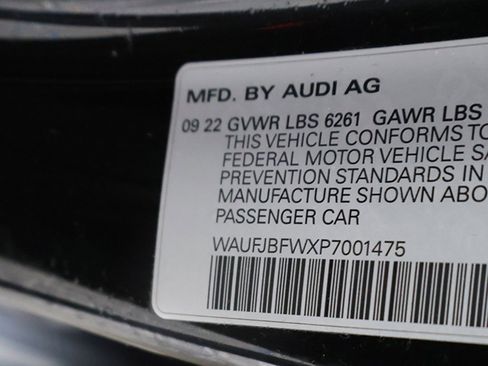 MFD. BY AUDI AG
09 22 GVWR LBS 6261 GAWR LBS
THIS VEHICLE CONFORMS TO
FEDERAL MOTOR VEHICLE SA
PREVENTION STANDARDS IN
MANUFACTURE SHOWN ABO
PASSENGER CAR
WAUFJBFWXP7001475